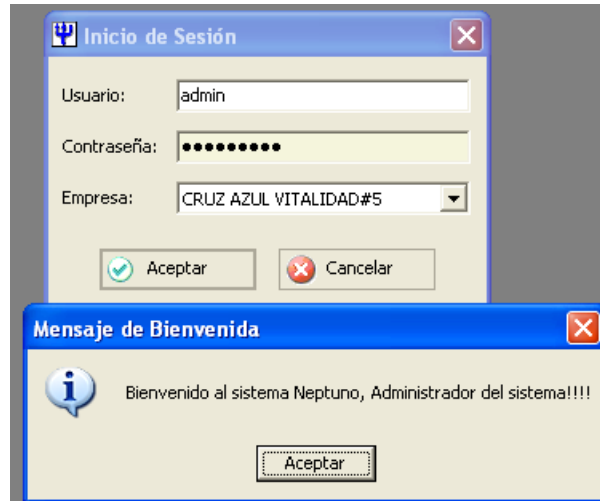 Inicio de Sesión
Usuario: admin
Contraseña: •••••••••
Empresa: CRUZ AZUL VITALIDAD#5
Aceptar Cancelar
Mensaje de Bienvenida
Bienvenido al sistema Neptuno, Administrador del sistema!!!!
Aceptar